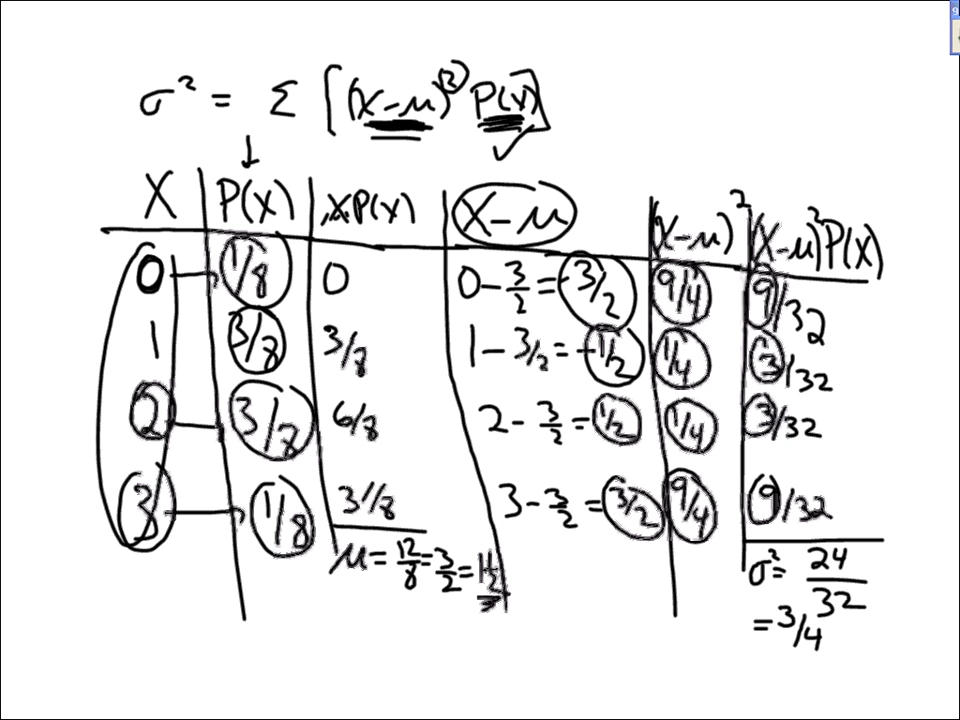 σ² = Σ [(X-μ)² P(X)]
X P(X) X P(X) X-μ (X-μ)² (X-μ)²P(X)
0 1/8 0 0-3/2=-3/2 9/4 9/32
1 3/8 3/8 1-3/2=-1/2 1/4 3/32
2 3/8 6/8 2-3/2=1/2 1/4 3/32
3 1/8 3/8 3-3/2=3/2 9/4 9/32
μ=12/8=3/2=1 1/2 σ²=24/32
=3/4